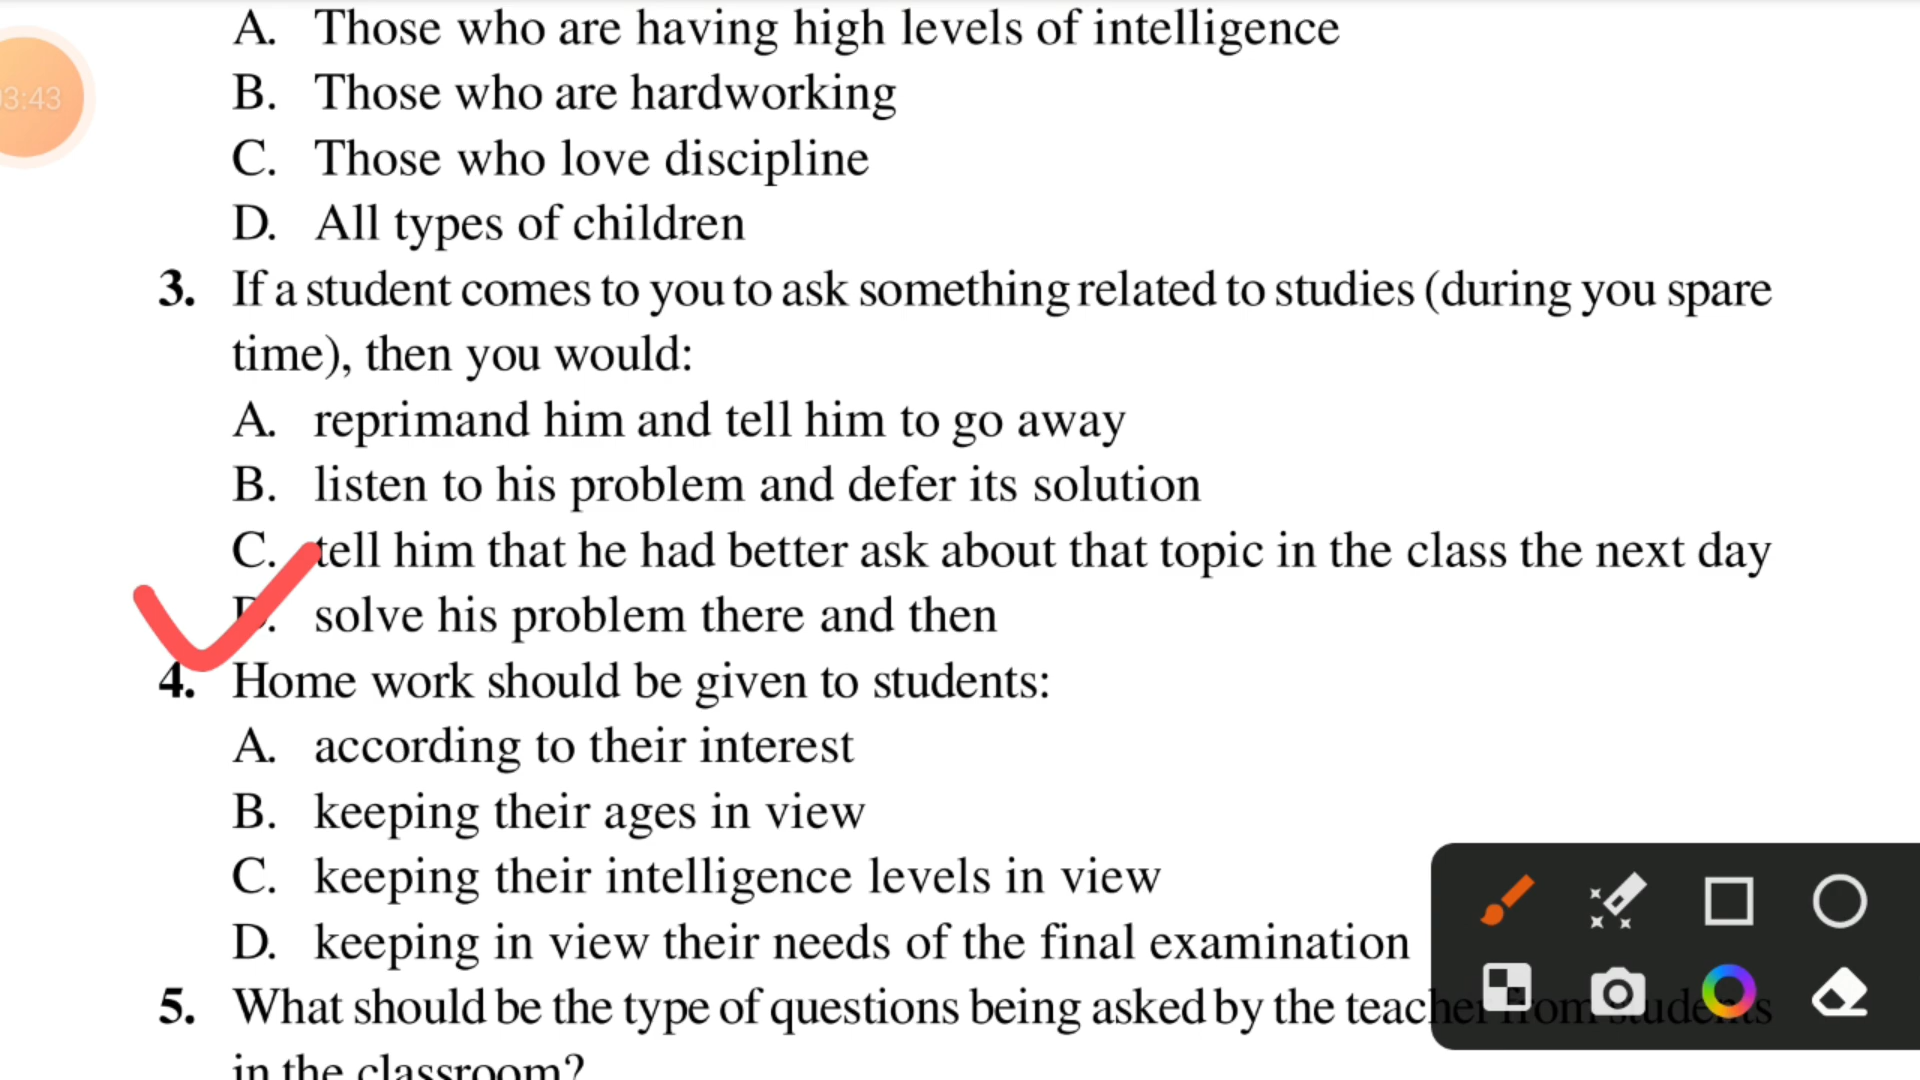 A. Those who are having high levels of intelligence
03:43
B. Those who are hardworking
C. Those who love discipline
D. All types of children
3. If a student comes to you to ask something related to studies (during you spare
time), then you would:
A. reprimand him and tell him to go away
B. listen to his problem and defer its solution
C. tell him that he had better ask about that topic in the class the next day
D. solve his problem there and then
4. Home work should be given to students:
A. according to their interest
B. keeping their ages in view
C. keeping their intelligence levels in view
D. keeping in view their needs of the final examination
5. What should be the type of questions being asked by the teacher from students
in the classroom?